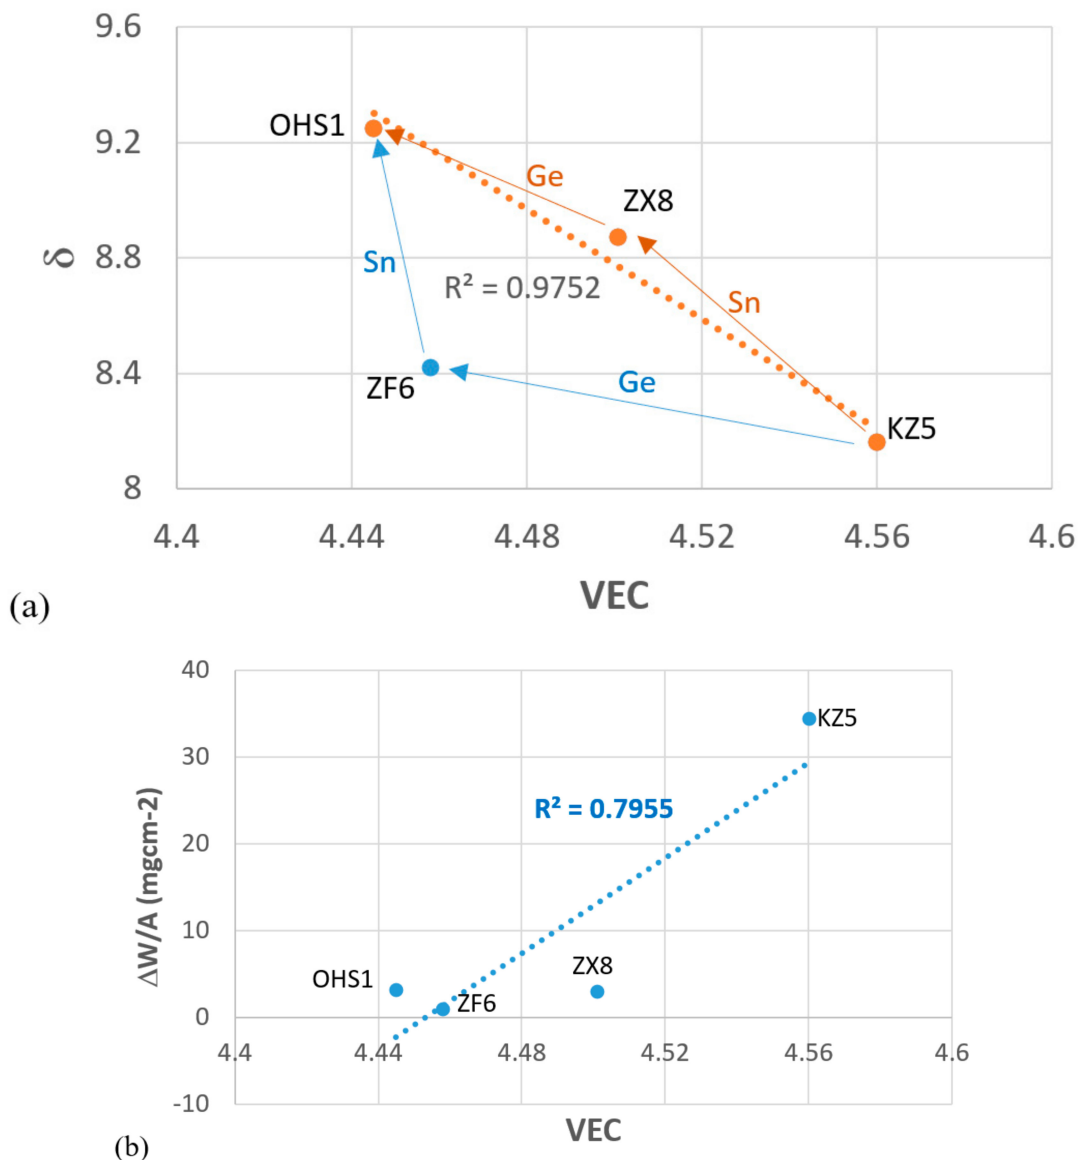 9.6
9.2
8.8
8.4
8
δ
OHS1
Ge
ZX8
Sn
R² = 0.9752
Sn
ZF6
Ge
KZ5
4.4 4.44 4.48 4.52 4.56 4.6
VEC
(a)
40
30
20
10
0
-10
ΔW/A (mgcm-2)
KZ5
R² = 0.7955
OHS1
ZF6
ZX8
4.4 4.44 4.48 4.52 4.56 4.6
VEC
(b)